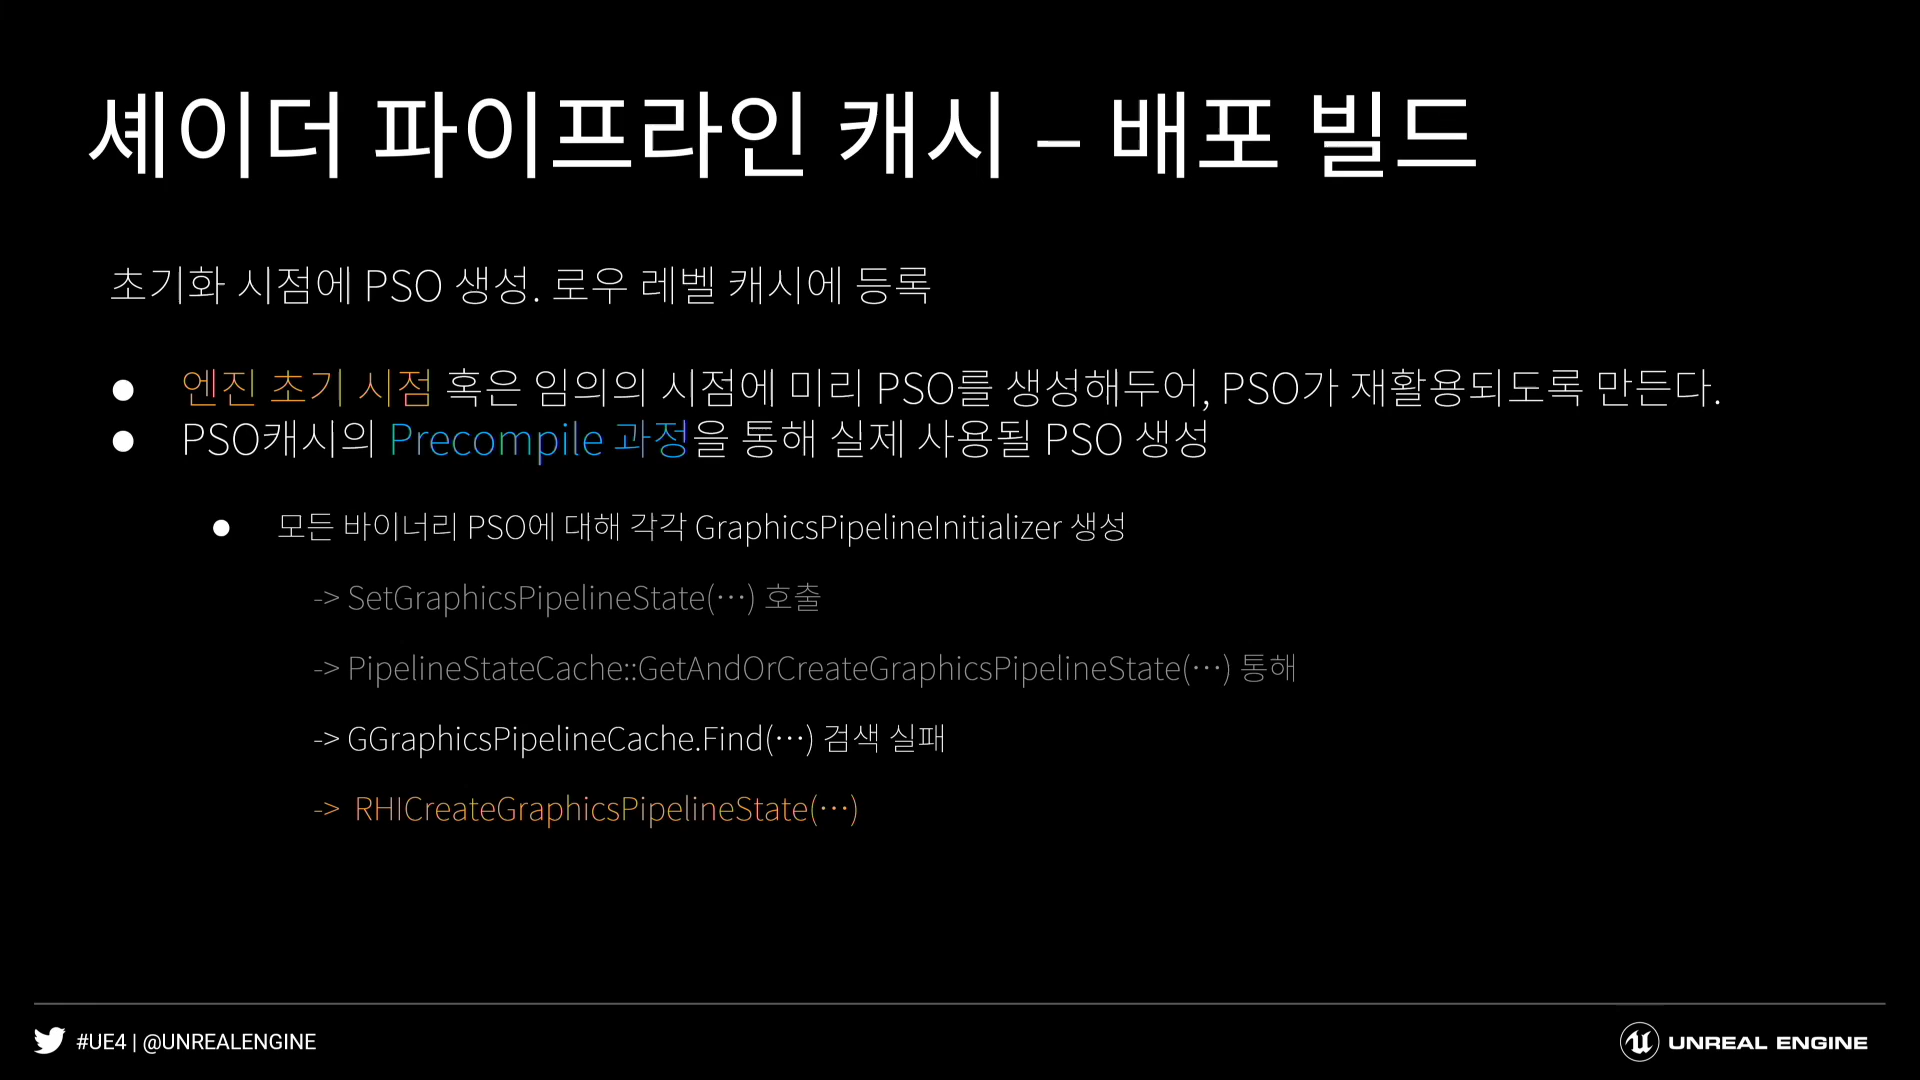 셰이더 파이프라인 캐시 – 배포 빌드
초기화 시점에 PSO 생성. 로우 레벨 캐시에 등록
● 엔진 초기 시점 혹은 임의의 시점에 미리 PSO를 생성해두어, PSO가 재활용되도록 만든다.
● PSO캐시의 Precompile 과정을 통해 실제 사용될 PSO 생성
● 모든 바이너리 PSO에 대해 각각 GraphicsPipelineInitializer 생성
-> SetGraphicsPipelineState(…) 호출
-> PipelineStateCache::GetAndOrCreateGraphicsPipelineState(…) 통해
-> GGraphicsPipelineCache.Find(…) 검색 실패
-> RHICreateGraphicsPipelineState(…)
#UE4 | @UNREALENGINE
UNREAL ENGINE